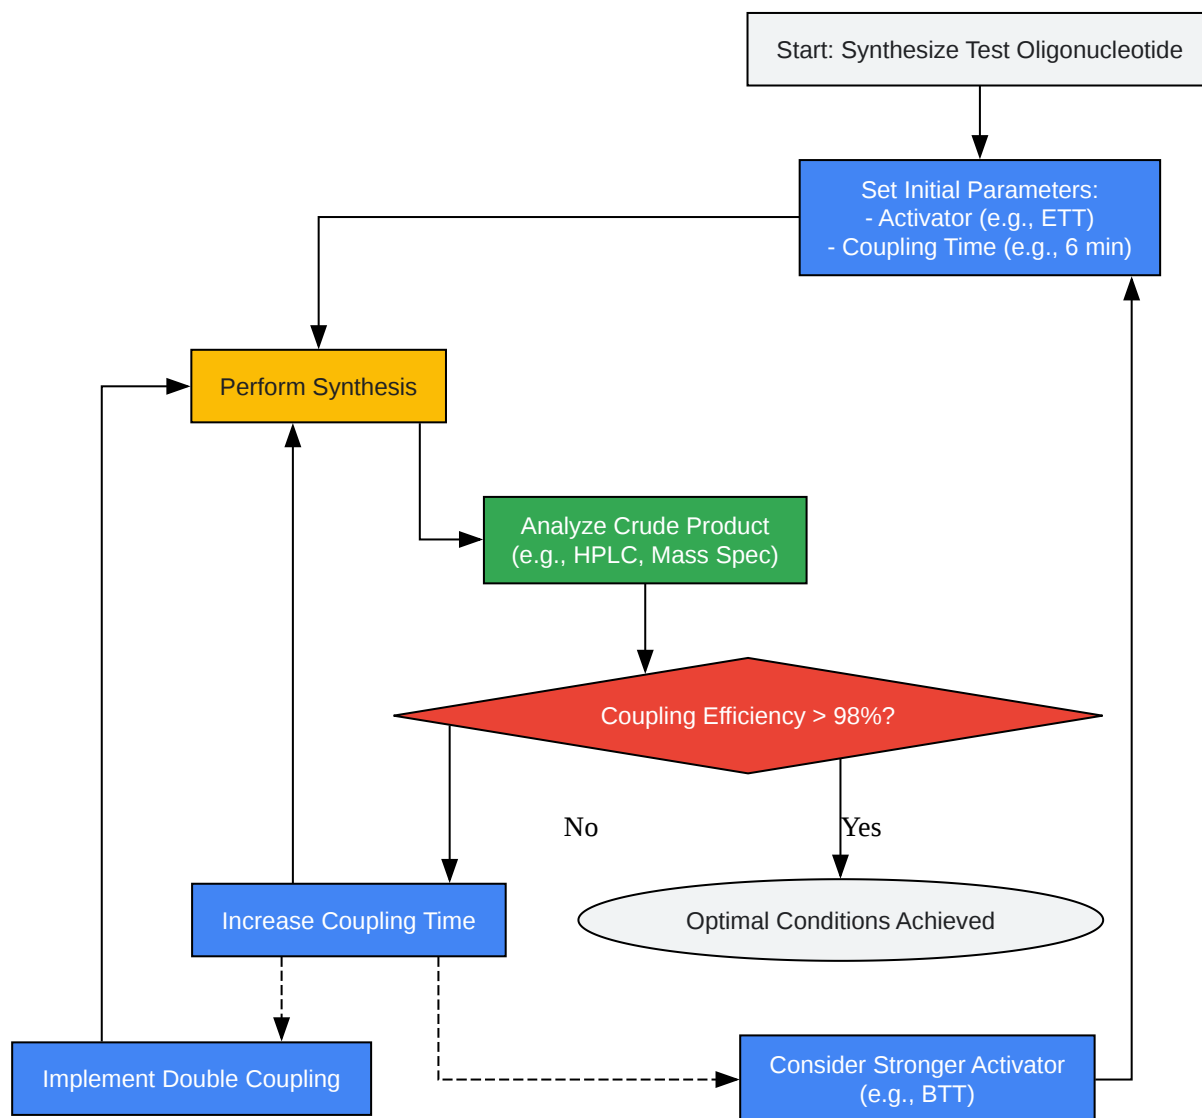 Start: Synthesize Test Oligonucleotide
Set Initial Parameters:
- Activator (e.g., ETT)
- Coupling Time (e.g., 6 min)
Perform Synthesis
Analyze Crude Product
(e.g., HPLC, Mass Spec)
Coupling Efficiency > 98%?
No
Yes
Increase Coupling Time
Optimal Conditions Achieved
Implement Double Coupling
Consider Stronger Activator
(e.g., BTT)